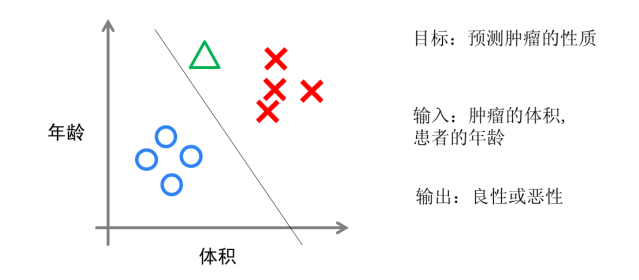 目标：预测肿瘤的性质
年龄
输入：肿瘤的体积，
患者的年龄
输出：良性或恶性
体积